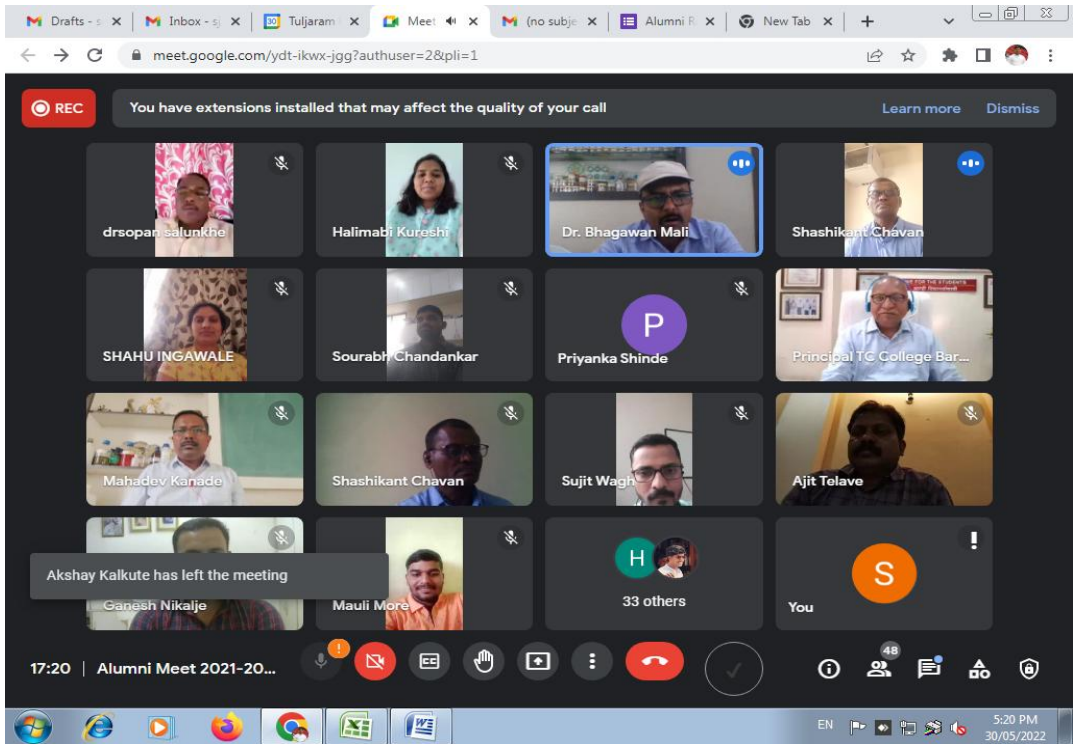 Drafts - s
Inbox - sj
30
Tuljaram
Meet
(no subje
Alumni R
New Tab
meet.google.com/ydt-ikwx-jgg?authuser=2&pli=1
REC
You have extensions installed that may affect the quality of your call
Learn more
Dismiss
drsopan salunkhe
Halimabi Kureshi
Dr. Bhagawan Mali
Shashikant Chavan
SHAHU INGAWALE
Sourabh Chandankar
P
Priyanka Shinde
Principal TC College Bar...
Mahadev Kanade
Shashikant Chavan
Sujit Wagh
Ajit Telave
Akshay Kalkute has left the meeting
Ganesh Nikalje
Mauli More
H
33 others
S
You
17:20 | Alumni Meet 2021-20...
CC
48
EN
5:20 PM
30/05/2022